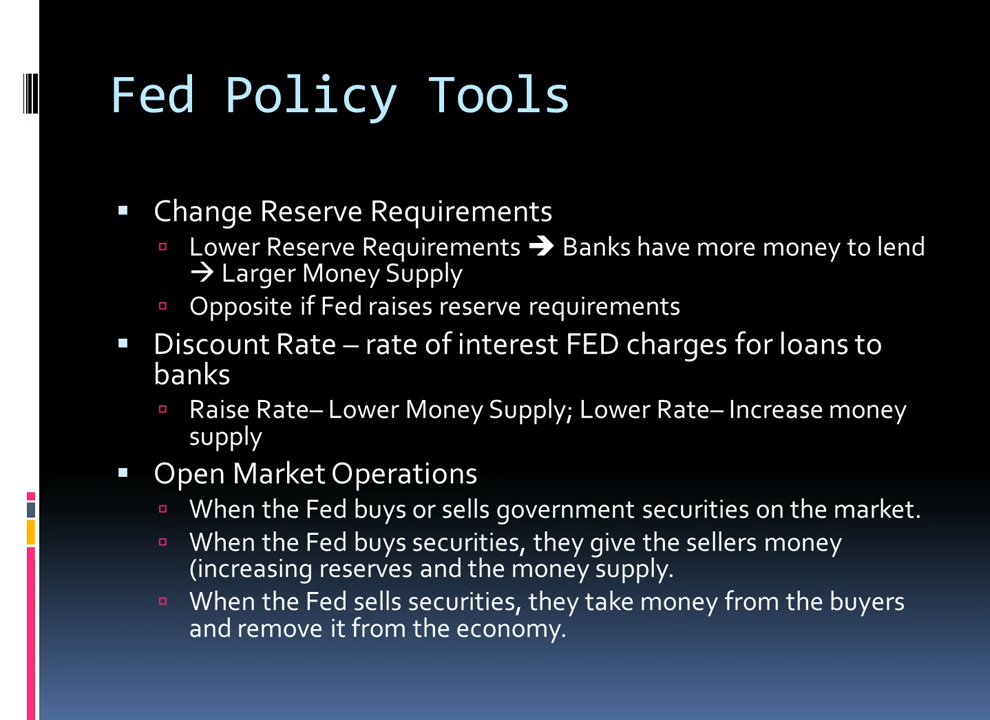 Fed Policy Tools
▪ Change Reserve Requirements
▫ Lower Reserve Requirements ➔ Banks have more money to lend
→ Larger Money Supply
▫ Opposite if Fed raises reserve requirements
▪ Discount Rate – rate of interest FED charges for loans to
banks
▫ Raise Rate– Lower Money Supply; Lower Rate– Increase money
supply
▪ Open Market Operations
▫ When the Fed buys or sells government securities on the market.
▫ When the Fed buys securities, they give the sellers money
(increasing reserves and the money supply.
▫ When the Fed sells securities, they take money from the buyers
and remove it from the economy.